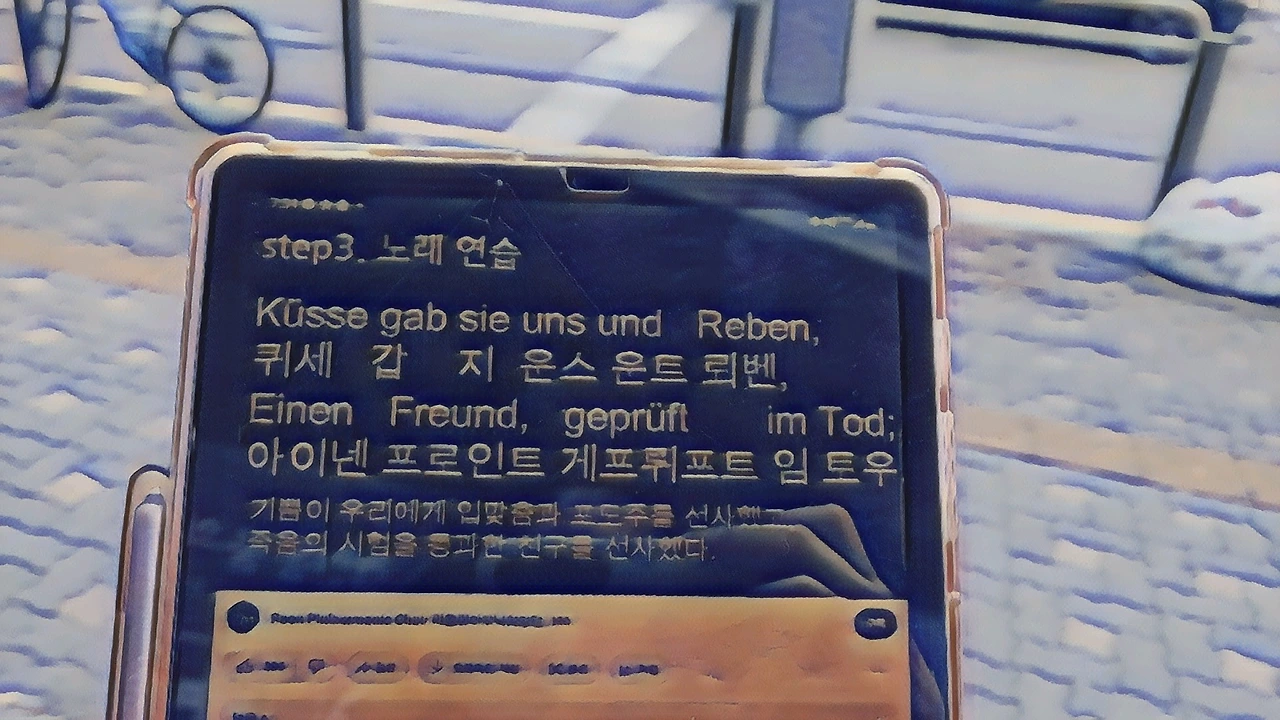 step3. 노래 연습
Küsse gab sie uns und Reben,
퀴세 갑 지 운스 운트 뢰벤,
Einen Freund, geprüft im Tod;
아이넨 프로인트 게프뤼프트 임 토우
기쁨이 우리에게 입맞춤과 포도주를 선사했고
죽음의 시험을 통과한 친구를 선사했다.
Philharmonic Choir